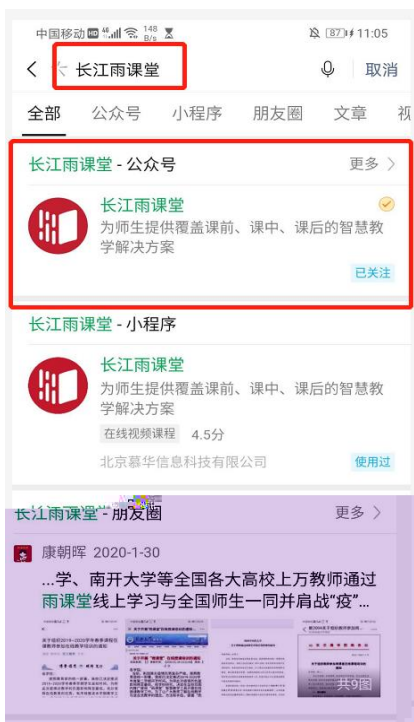 中国移动 HD 4G 148 B/s 87 11:05
长江雨课堂 取消
全部 公众号 小程序 朋友圈 文章 视
长江雨课堂 - 公众号 更多 >
长江雨课堂
为师生提供覆盖课前、课中、课后的智慧教
学解决方案
已关注
长江雨课堂 - 小程序
长江雨课堂
为师生提供覆盖课前、课中、课后的智慧教
学解决方案
在线视频课程 4.5分
北京慕华信息科技有限公司 使用过
长江雨课堂 - 朋友圈 更多 >
康朝晖 2020-1-30
...学、南开大学等全国各大高校上万教师通过
雨课堂线上学习与全国师生一同并肩战“疫”...
共9图